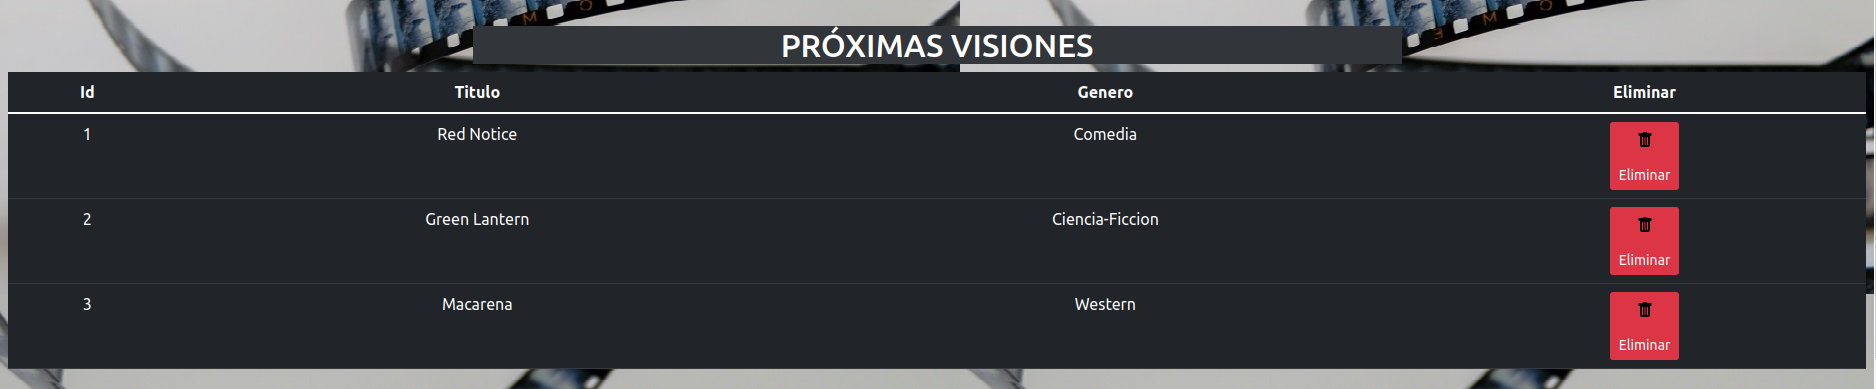 PRÓXIMAS VISIONES
Id Titulo Genero Eliminar
1 Red Notice Comedia
Eliminar
2 Green Lantern Ciencia-Ficcion
Eliminar
3 Macarena Western
Eliminar